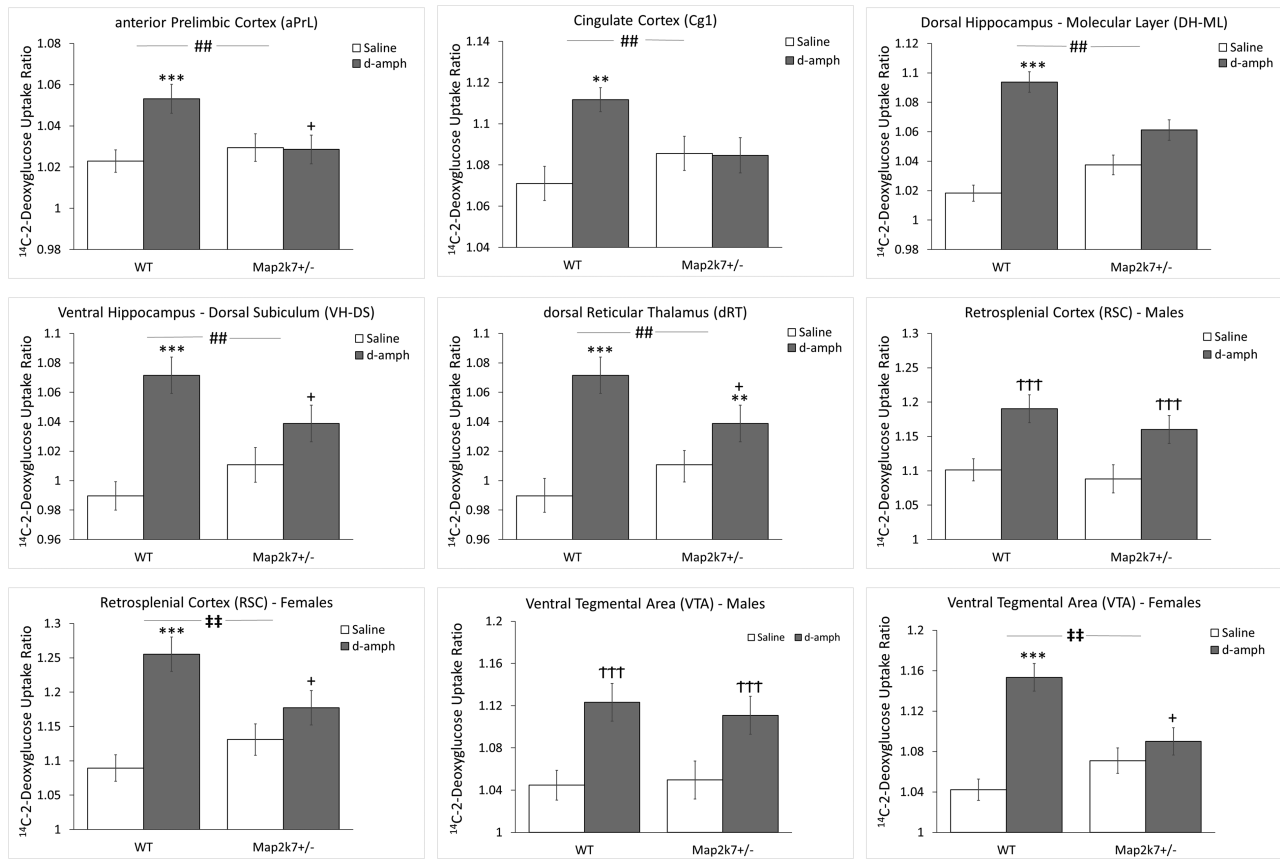 anterior Prelimbic Cortex (aPrL)
¹⁴C-2-Deoxyglucose Uptake Ratio
1.08
1.06
1.04
1.02
1
0.98
##
***
+
Saline
d-amph
WT
Map2k7+/-
Cingulate Cortex (Cg1)
¹⁴C-2-Deoxyglucose Uptake Ratio
1.14
1.12
1.1
1.08
1.06
1.04
##
**
Saline
d-amph
WT
Map2k7+/-
Dorsal Hippocampus - Molecular Layer (DH-ML)
¹⁴C-2-Deoxyglucose Uptake Ratio
1.12
1.1
1.08
1.06
1.04
1.02
1
0.98
##
***
Saline
d-amph
WT
Map2k7+/-
Ventral Hippocampus - Dorsal Subiculum (VH-DS)
¹⁴C-2-Deoxyglucose Uptake Ratio
1.1
1.08
1.06
1.04
1.02
1
0.98
0.96
##
***
+
Saline
d-amph
WT
Map2k7+/-
dorsal Reticular Thalamus (dRT)
¹⁴C-2-Deoxyglucose Uptake Ratio
1.1
1.08
1.06
1.04
1.02
1
0.98
0.96
##
***
+
**
Saline
d-amph
WT
Map2k7+/-
Retrosplenial Cortex (RSC) - Males
¹⁴C-2-Deoxyglucose Uptake Ratio
1.3
1.25
1.2
1.15
1.1
1.05
1
†††
†††
Saline
d-amph
WT
Map2k7+/-
Retrosplenial Cortex (RSC) - Females
¹⁴C-2-Deoxyglucose Uptake Ratio
1.3
1.25
1.2
1.15
1.1
1.05
1
‡‡
***
+
Saline
d-amph
WT
Map2k7+/-
Ventral Tegmental Area (VTA) - Males
¹⁴C-2-Deoxyglucose Uptake Ratio
1.2
1.16
1.12
1.08
1.04
1
†††
†††
Saline d-amph
WT
Map2k7+/-
Ventral Tegmental Area (VTA) - Females
¹⁴C-2-Deoxyglucose Uptake Ratio
1.2
1.16
1.12
1.08
1.04
1
‡‡
***
+
Saline
d-amph
WT
Map2k7+/-